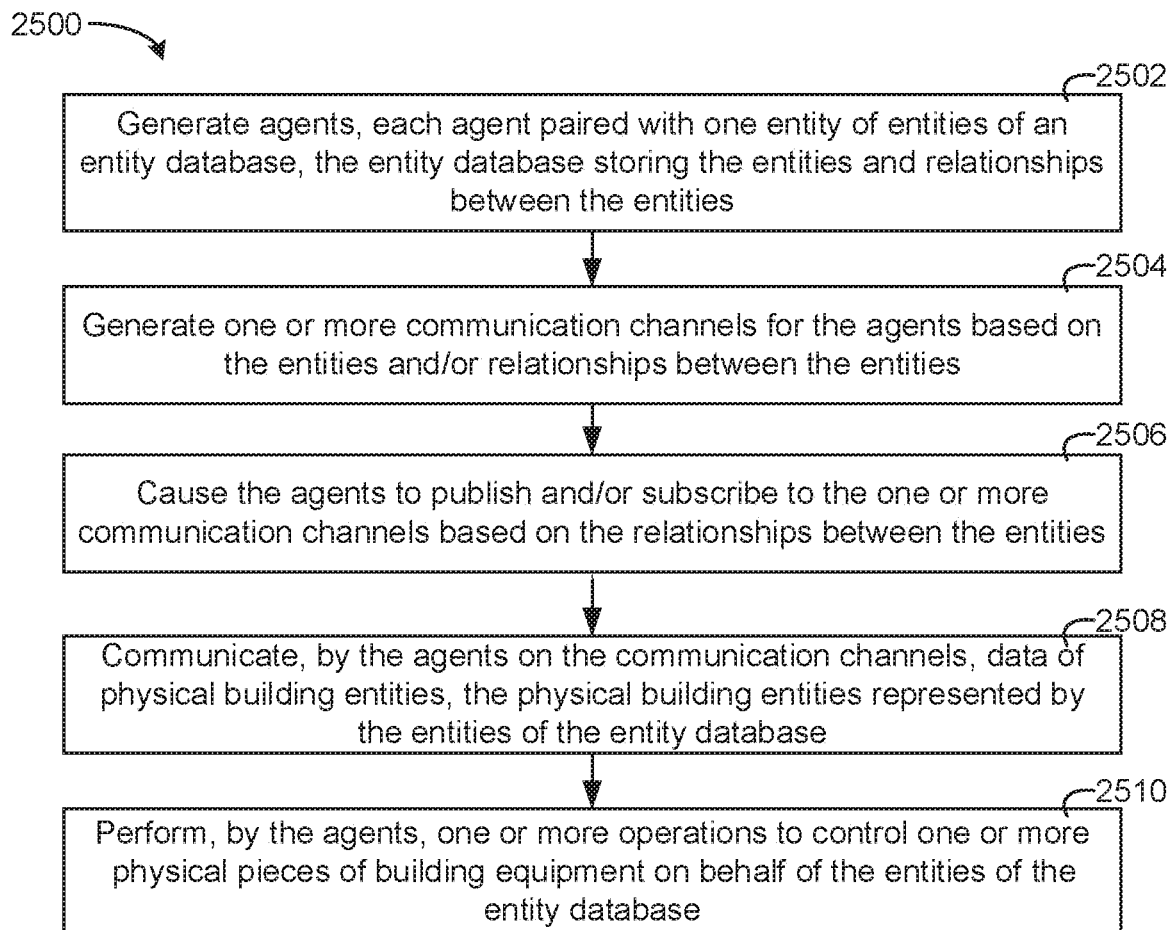 2500
2502
Generate agents, each agent paired with one entity of entities of an
entity database, the entity database storing the entities and relationships
between the entities
2504
Generate one or more communication channels for the agents based on
the entities and/or relationships between the entities
2506
Cause the agents to publish and/or subscribe to the one or more
communication channels based on the relationships between the entities
2508
Communicate, by the agents on the communication channels, data of
physical building entities, the physical building entities represented by
the entities of the entity database
2510
Perform, by the agents, one or more operations to control one or more
physical pieces of building equipment on behalf of the entities of the
entity database